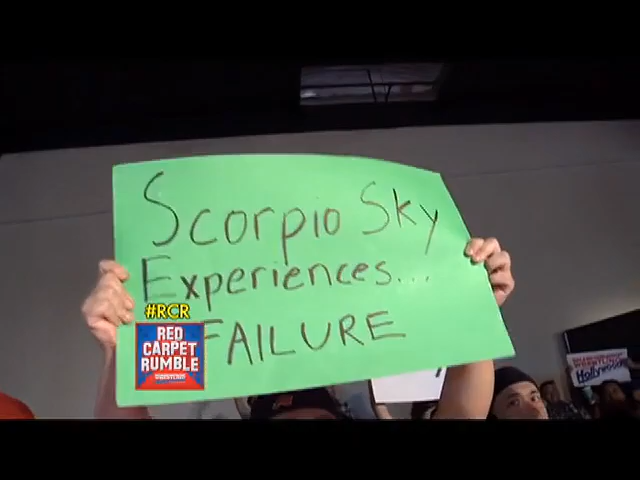 Scorpio Sky
Experiences...
FAILURE
#RCR
RED
CARPET
RUMBLE